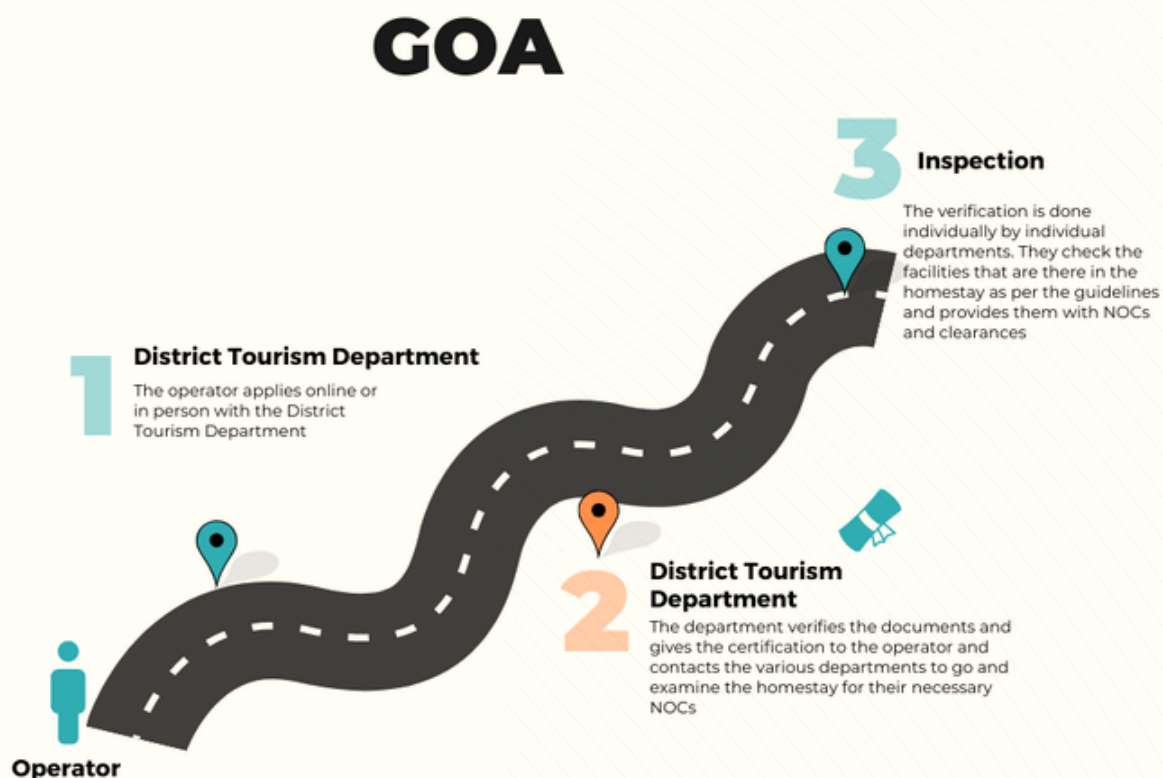 GOA
1
District Tourism Department
The operator applies online or
in person with the District
Tourism Department
2
District Tourism
Department
The department verifies the documents and
gives the certification to the operator and
contacts the various departments to go and
examine the homestay for their necessary
NOCs
3
Inspection
The verification is done
individually by individual
departments. They check the
facilities that are there in the
homestay as per the guidelines
and provides them with NOCs
and clearances
Operator